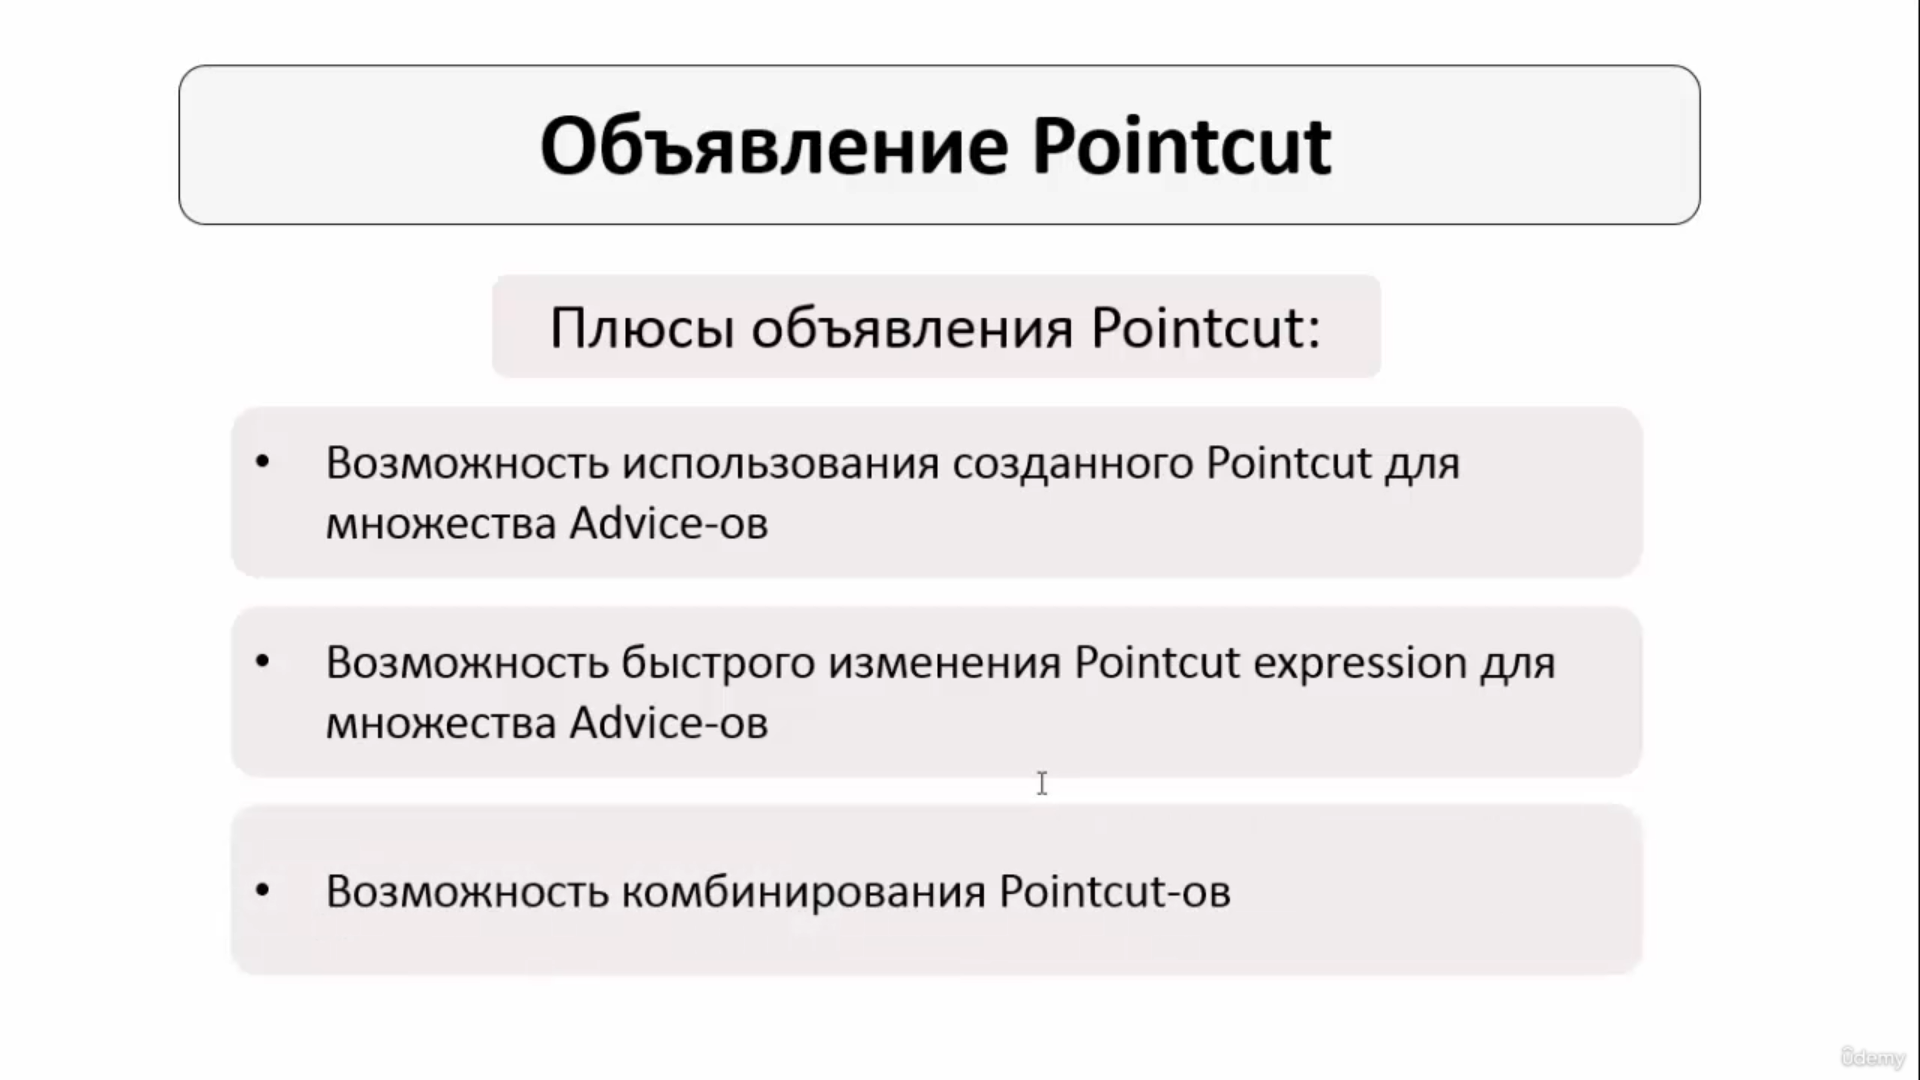 Объявление Pointcut
Плюсы объявления Pointcut:
• Возможность использования созданного Pointcut для
множества Advice-ов
• Возможность быстрого изменения Pointcut expression для
множества Advice-ов
• Возможность комбинирования Pointcut-ов
ûdemy